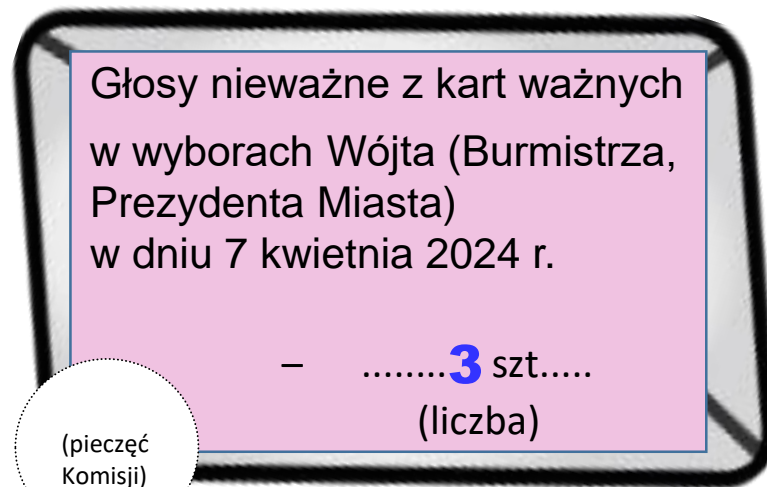 Głosy nieważne z kart ważnych
w wyborach Wójta (Burmistrza,
Prezydenta Miasta)
w dniu 7 kwietnia 2024 r.
– ........3 szt.....
(liczba)
(pieczęć
Komisji)